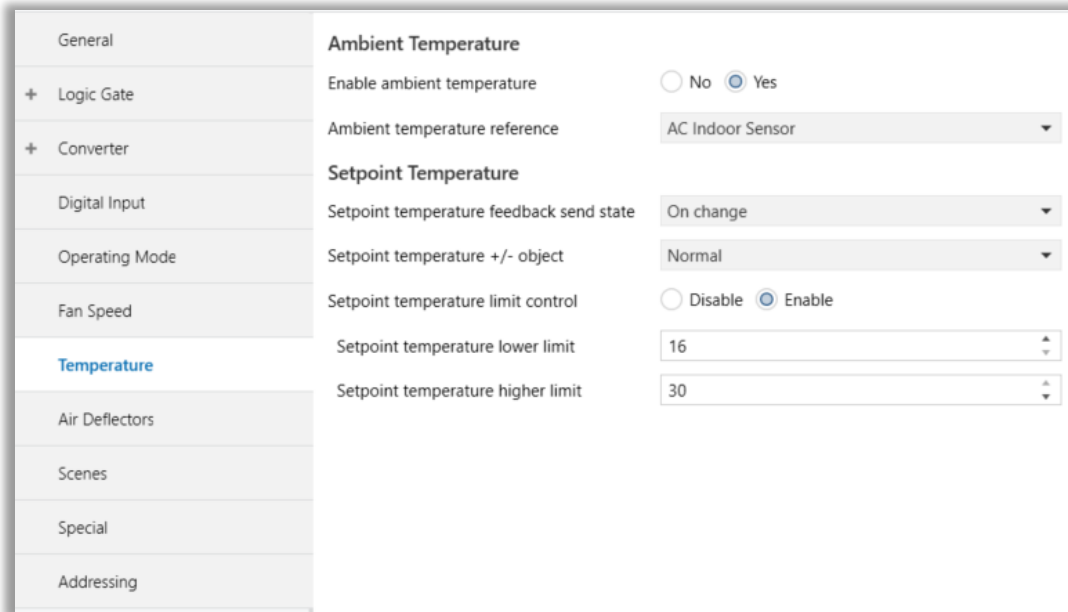 General
+ Logic Gate
+ Converter
Digital Input
Operating Mode
Fan Speed
Temperature
Air Deflectors
Scenes
Special
Addressing
Ambient Temperature
Enable ambient temperature No Yes
Ambient temperature reference AC Indoor Sensor
Setpoint Temperature
Setpoint temperature feedback send state On change
Setpoint temperature +/- object Normal
Setpoint temperature limit control Disable Enable
Setpoint temperature lower limit 16
Setpoint temperature higher limit 30